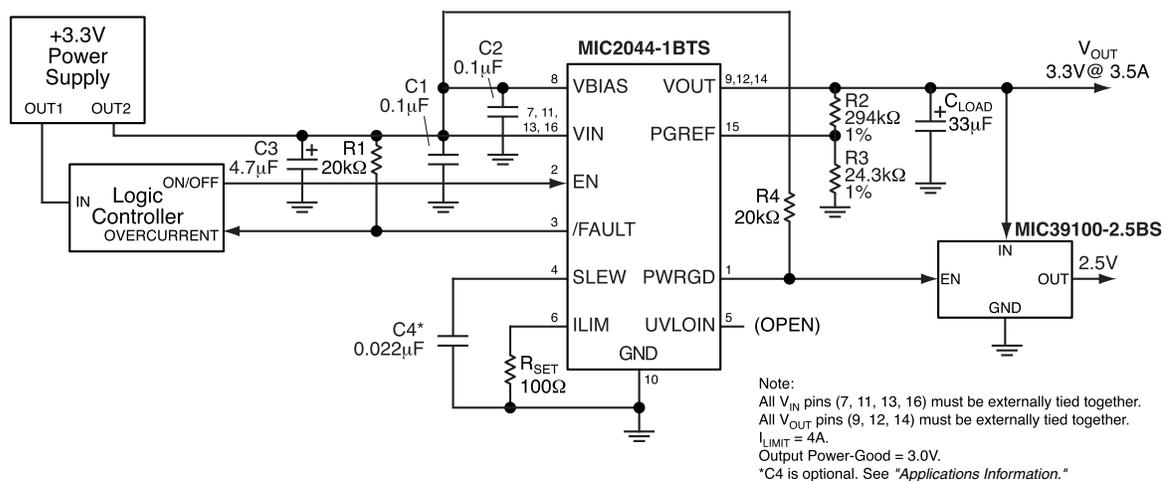 +3.3V
Power
Supply
OUT1
OUT2
Logic
Controller
IN
ON/OFF
OVERCURRENT
C3
4.7µF
+
R1
20kΩ
C1
0.1µF
C2
0.1µF
MIC2044-1BTS
8
VBIAS
7, 11,
13, 16
VIN
2
EN
3
/FAULT
4
SLEW
6
ILIM
VOUT
9,12,14
PGREF
15
PWRGD
1
UVLOIN
5
(OPEN)
GND
10
C4*
0.022µF
RSET
100Ω
R4
20kΩ
R2
294kΩ
1%
R3
24.3kΩ
1%
+
CLOAD
33µF
VOUT
3.3V@ 3.5A
MIC39100-2.5BS
IN
EN
OUT
GND
2.5V
Note:
All VIN pins (7, 11, 13, 16) must be externally tied together.
All VOUT pins (9, 12, 14) must be externally tied together.
ILIMIT = 4A.
Output Power-Good = 3.0V.
*C4 is optional. See "Applications Information."